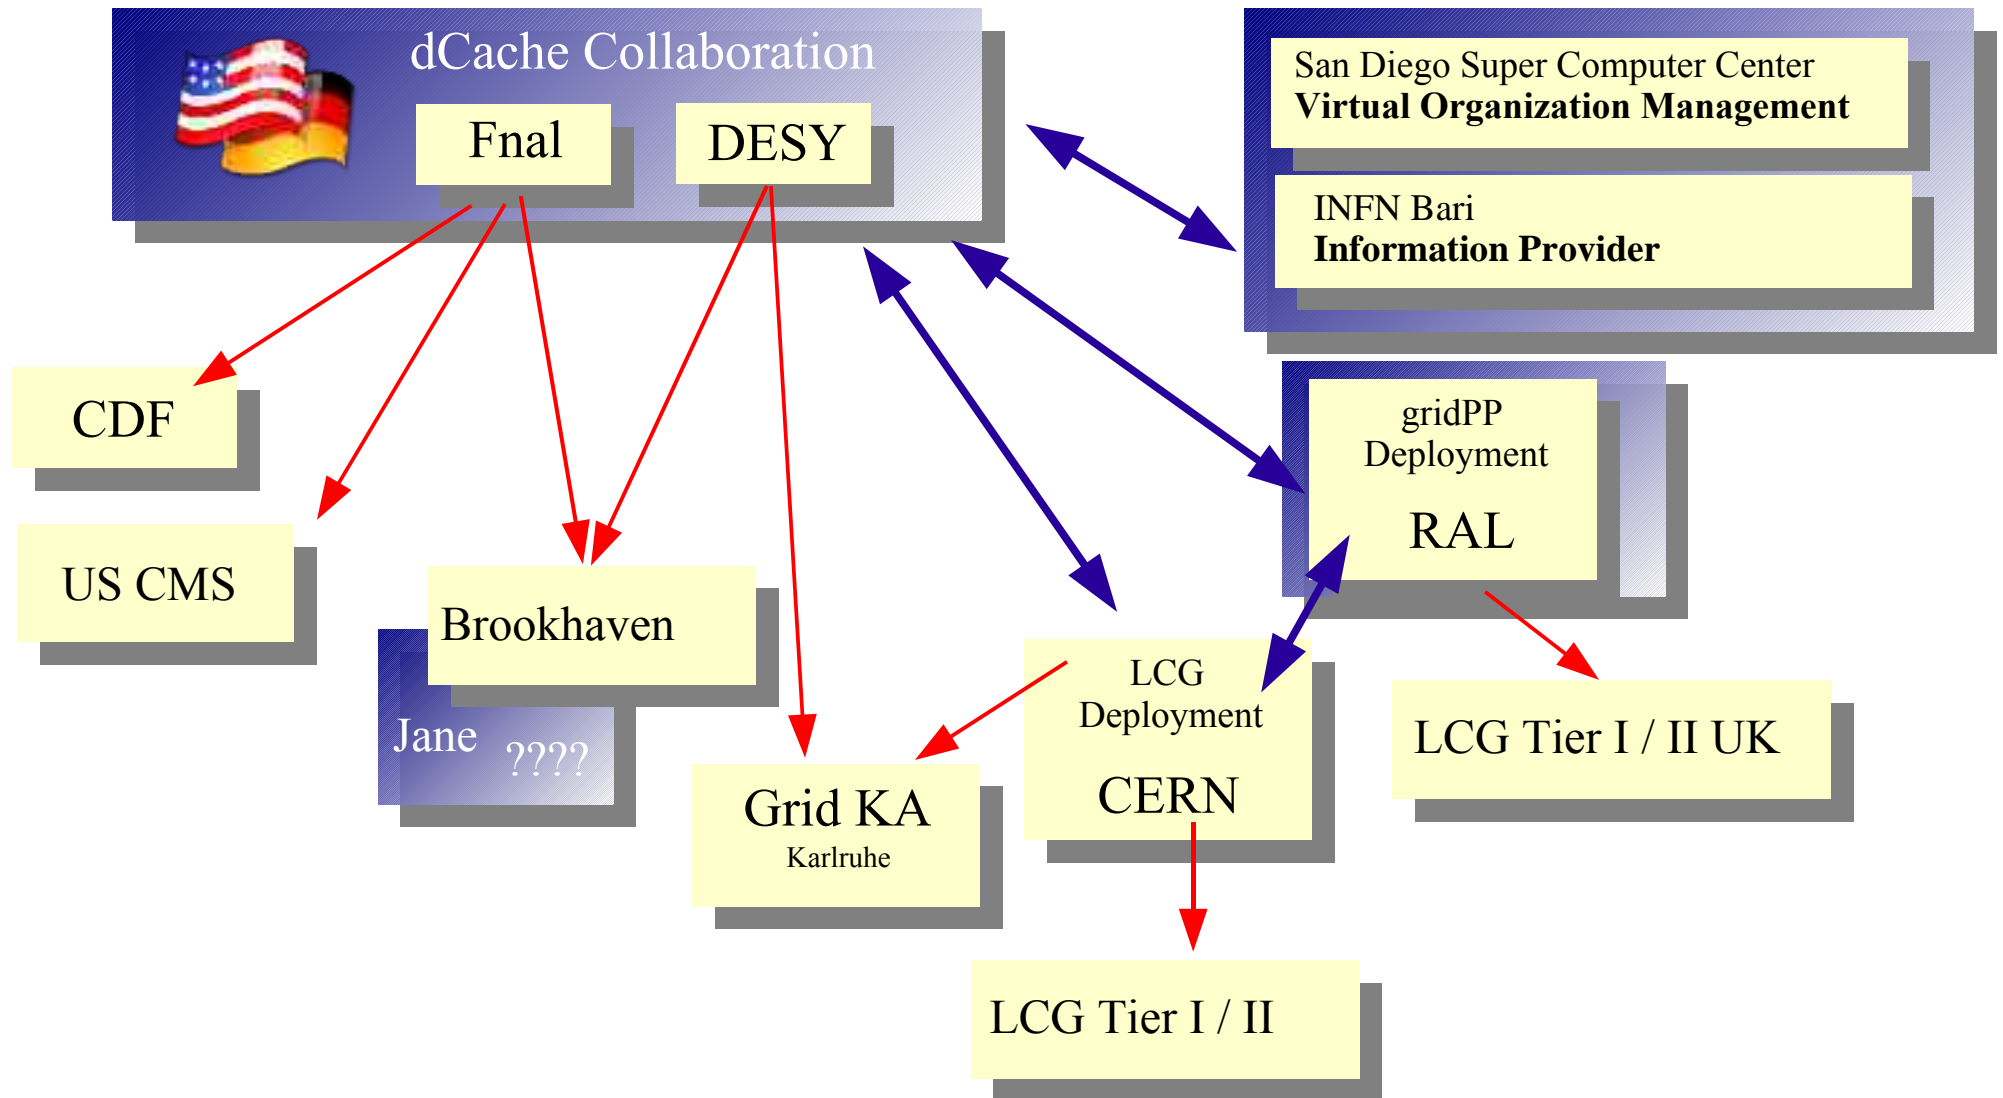 dCache Collaboration
Fnal
DESY
San Diego Super Computer Center
Virtual Organization Management
INFN Bari
Information Provider
CDF
gridPP
Deployment
RAL
US CMS
Brookhaven
Jane ????
LCG
Deployment
CERN
LCG Tier I / II UK
Grid KA
Karlruhe
LCG Tier I / II